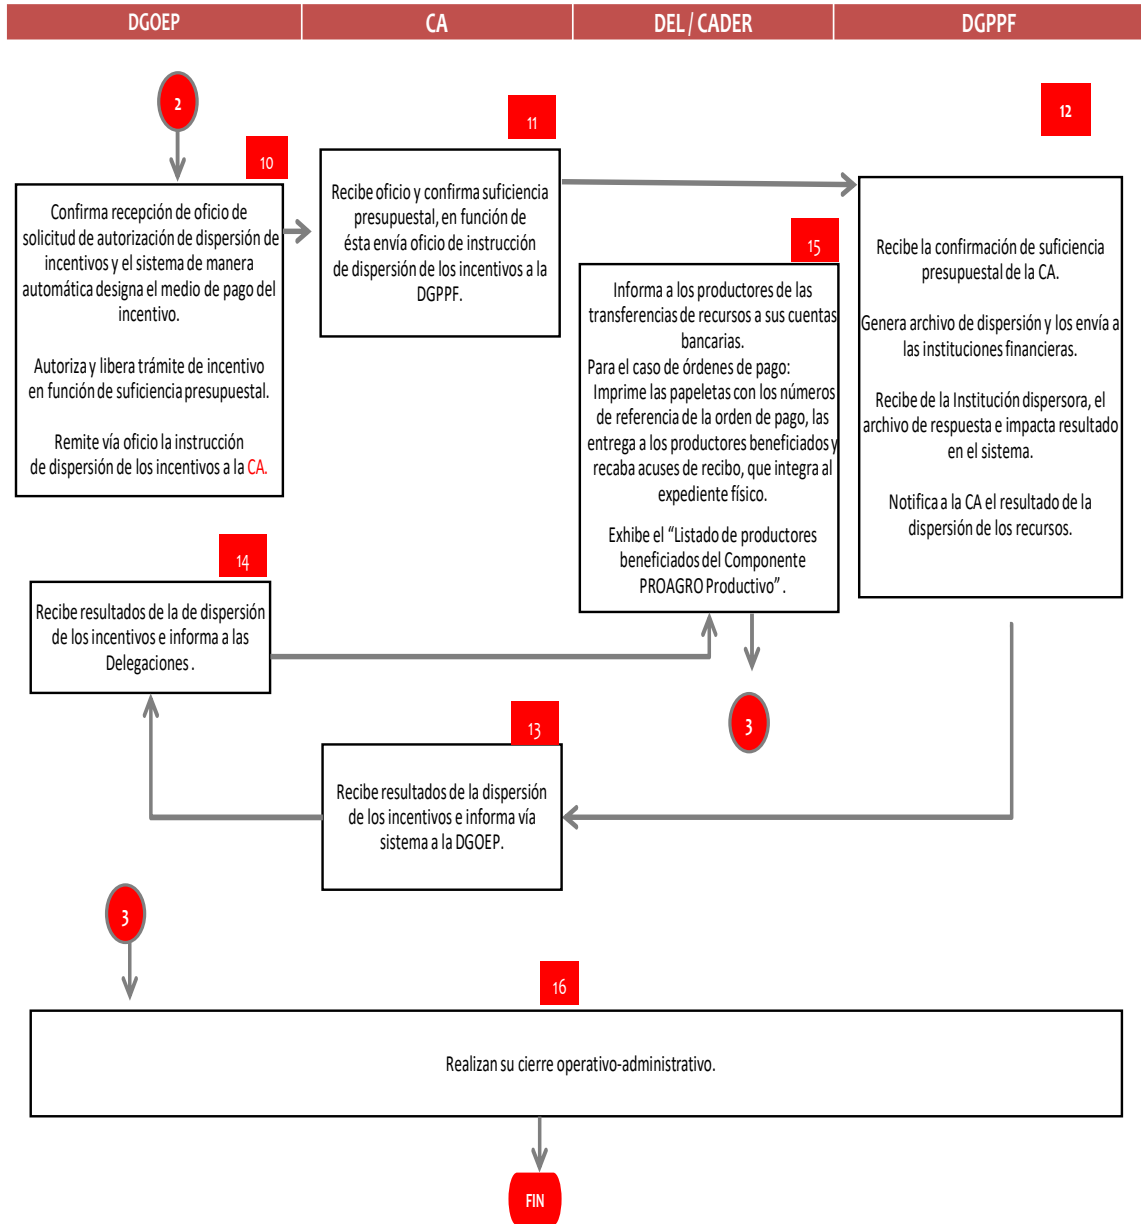 DGOEP
CA
DEL / CADER
DGPPF
2
10
Confirma recepción de oficio de
solicitud de autorización de dispersión de
incentivos y el sistema de manera
automática designa el medio de pago del
incentivo.
Autoriza y libera trámite de incentivo
en función de suficiencia presupuestal.
Remite vía oficio la instrucción
de dispersión de los incentivos a la CA.
11
Recibe oficio y confirma suficiencia
presupuestal, en función de
ésta envía oficio de instrucción
de dispersión de los incentivos a la
DGPPF.
12
Recibe la confirmación de suficiencia
presupuestal de la CA.
Genera archivo de dispersión y los envía a
las instituciones financieras.
Recibe de la Institución dispersora, el
archivo de respuesta e impacta resultado
en el sistema.
Notifica a la CA el resultado de la
dispersión de los recursos.
15
Informa a los productores de las
transferencias de recursos a sus cuentas
bancarias.
Para el caso de órdenes de pago:
Imprime las papeletas con los números
de referencia de la orden de pago, las
entrega a los productores beneficiados y
recaba acuses de recibo, que integra al
expediente físico.
Exhibe el “Listado de productores
beneficiados del Componente
PROAGRO Productivo” .
14
Recibe resultados de la de dispersión
de los incentivos e informa a las
Delegaciones .
3
13
Recibe resultados de la dispersión
de los incentivos e informa vía
sistema a la DGOEP.
3
16
Realizan su cierre operativo-administrativo.
FIN